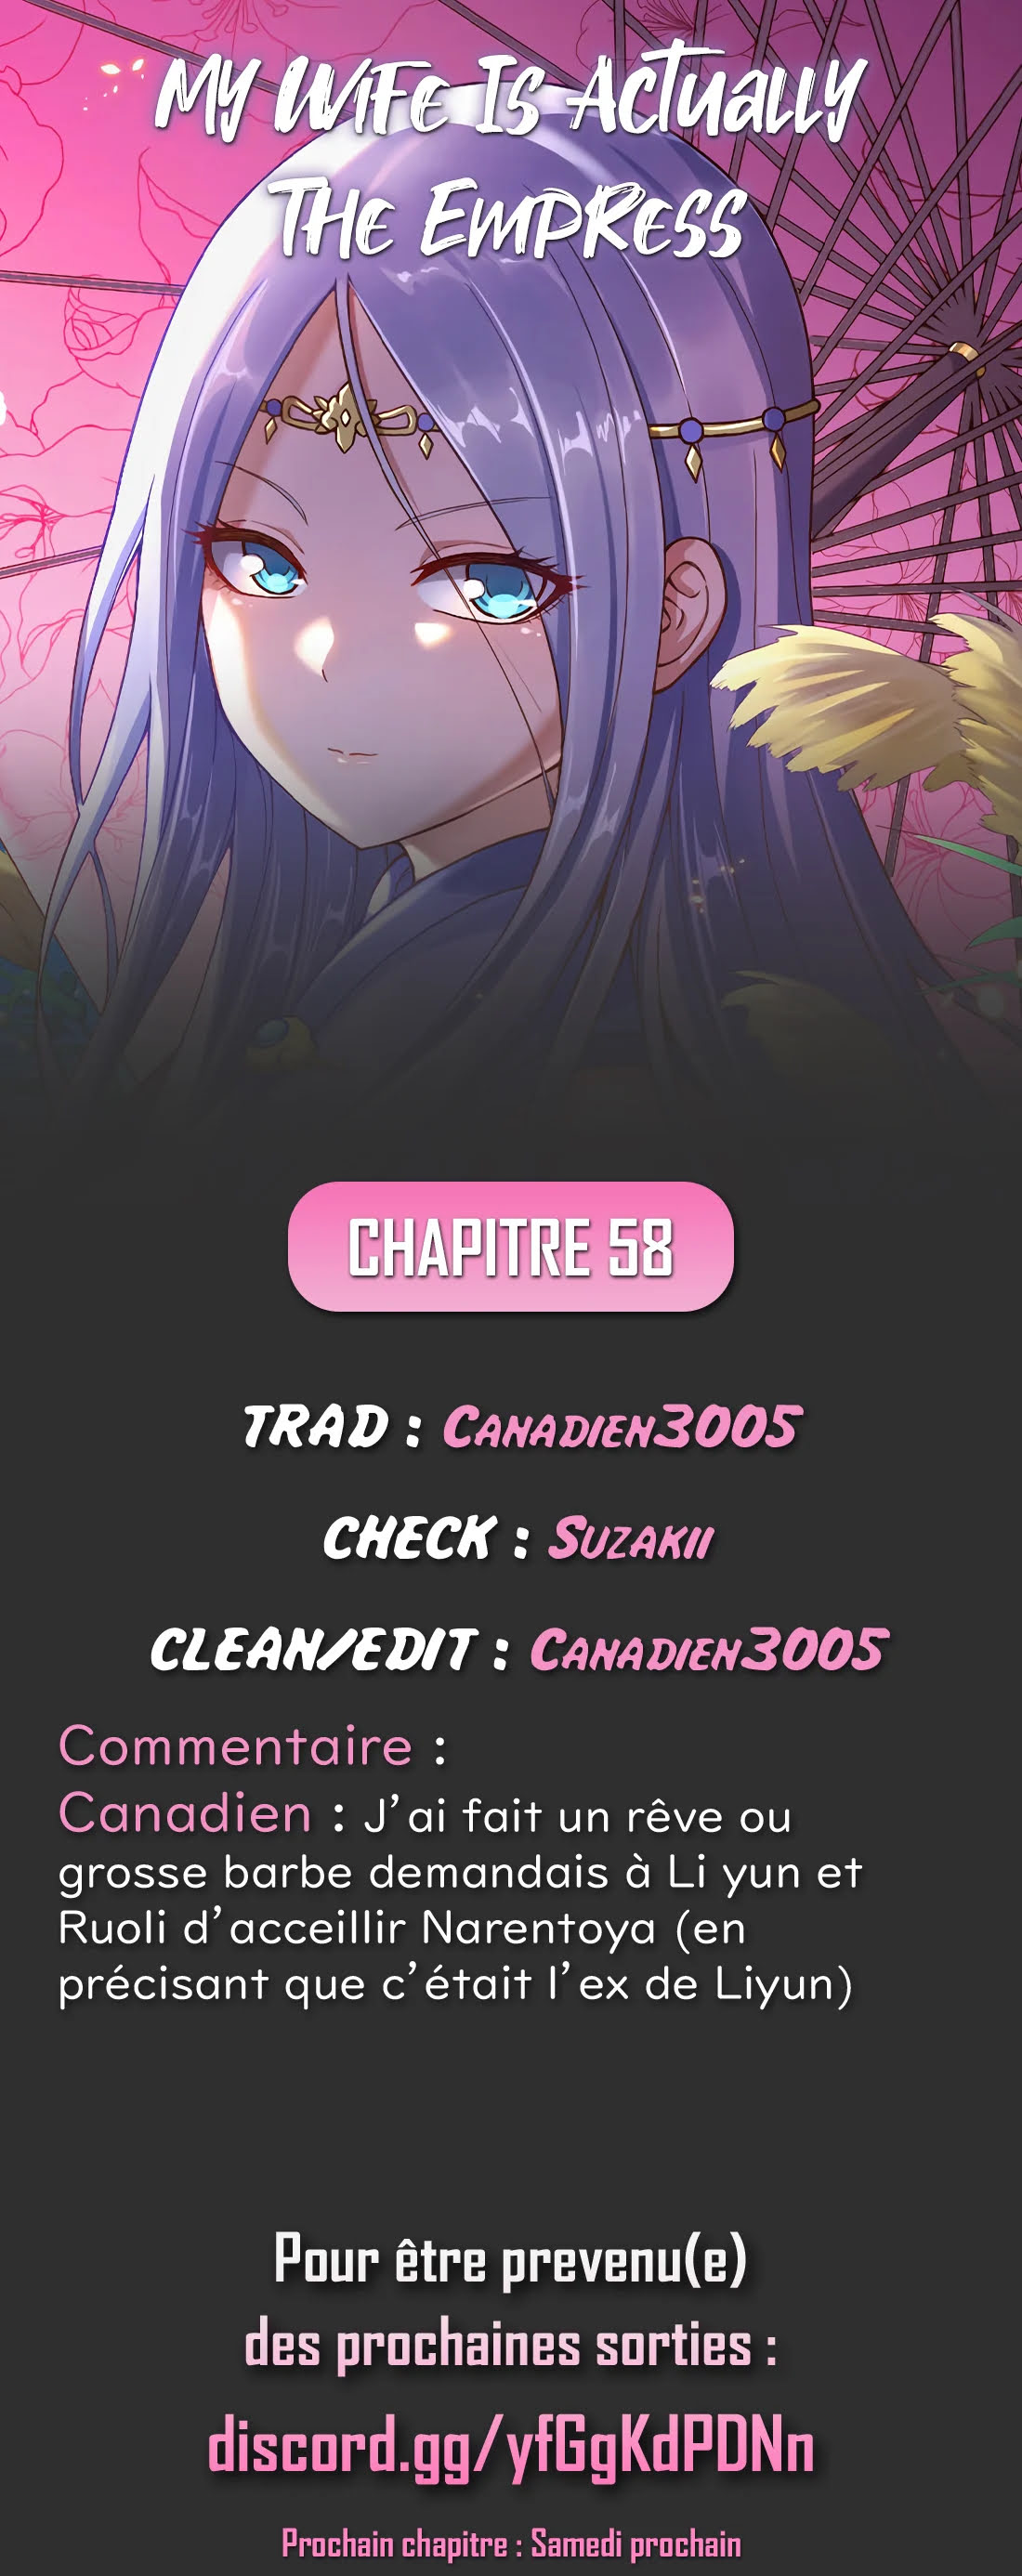 My Wife Is Actually
The Empress
CHAPITRE 58
TRAD : Canadien3005
CHECK : Suzakii
CLEAN/EDIT : Canadien3005
Commentaire :
Canadien : J'ai fait un rêve ou
grosse barbe demandais à Li yun et
Ruoli d'acceillir Narentoya (en
précisant que c'était l'ex de Liyun)
Pour être prevenu(e)
des prochaines sorties :
discord.gg/yfGgKdPDNn
Prochain chapitre : Samedi prochain